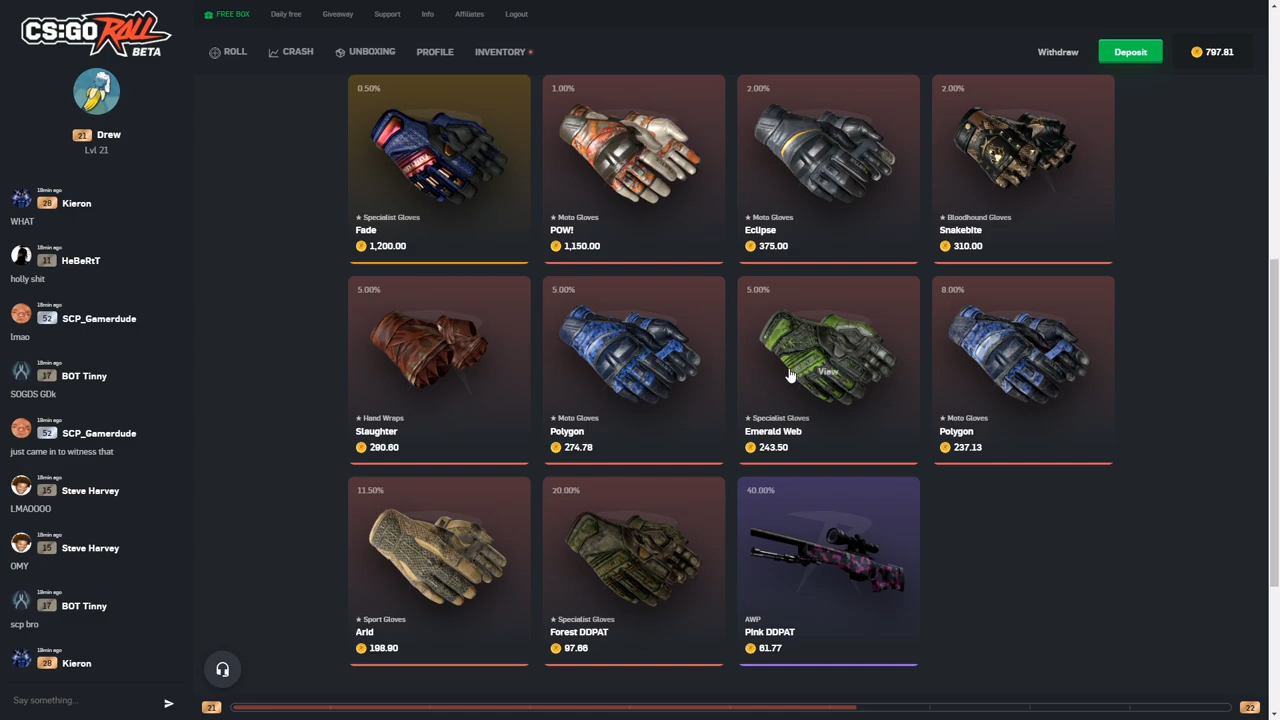 CS:GO ROLL
BETA
21 Drew
Lvl 21
18min ago
28 Kieron
WHAT
18min ago
11 HeBeRtT
holly shit
18min ago
52 SCP_Gamerdude
lmao
18min ago
17 BOT Tinny
SOGDS GDk
18min ago
52 SCP_Gamerdude
just came in to witness that
18min ago
15 Steve Harvey
LMAOOOO
18min ago
15 Steve Harvey
OMY
18min ago
17 BOT Tinny
scp bro
18min ago
28 Kieron
Say something...
FREE BOX Daily free Giveaway Support Info Affiliates Logout
ROLL CRASH UNBOXING PROFILE INVENTORY Withdraw Deposit 797.81
0.50%
★ Specialist Gloves
Fade
1,200.00
1.00%
★ Moto Gloves
POW!
1,150.00
2.00%
★ Moto Gloves
Eclipse
375.00
2.00%
★ Bloodhound Gloves
Snakebite
310.00
5.00%
★ Hand Wraps
Slaughter
290.60
5.00%
★ Moto Gloves
Polygon
274.78
5.00%
View
★ Specialist Gloves
Emerald Web
243.50
8.00%
★ Moto Gloves
Polygon
237.13
11.50%
★ Sport Gloves
Arid
198.90
20.00%
★ Specialist Gloves
Forest DDPAT
97.66
40.00%
AWP
Pink DDPAT
61.77
21 22